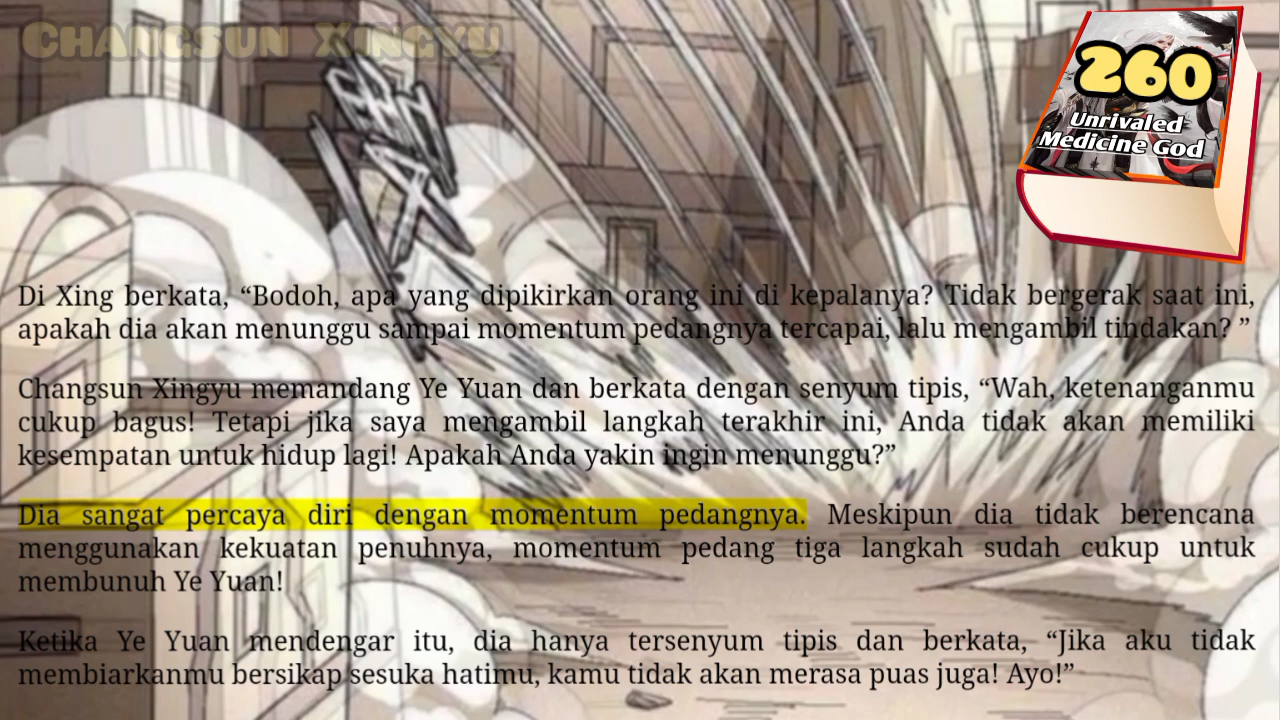 CHANGSUN XINGYU
260
Unrivaled
Medicine God
Di Xing berkata, “Bodoh, apa yang dipikirkan orang ini di kepalanya? Tidak bergerak saat ini,
apakah dia akan menunggu sampai momentum pedangnya tercapai, lalu mengambil tindakan? ”
Changsun Xingyu memandang Ye Yuan dan berkata dengan senyum tipis, “Wah, ketenanganmu
cukup bagus! Tetapi jika saya mengambil langkah terakhir ini, Anda tidak akan memiliki
kesempatan untuk hidup lagi! Apakah Anda yakin ingin menunggu?”
Dia sangat percaya diri dengan momentum pedangnya. Meskipun dia tidak berencana
menggunakan kekuatan penuhnya, momentum pedang tiga langkah sudah cukup untuk
membunuh Ye Yuan!
Ketika Ye Yuan mendengar itu, dia hanya tersenyum tipis dan berkata, “Jika aku tidak
membiarkanmu bersikap sesuka hatimu, kamu tidak akan merasa puas juga! Ayo!”